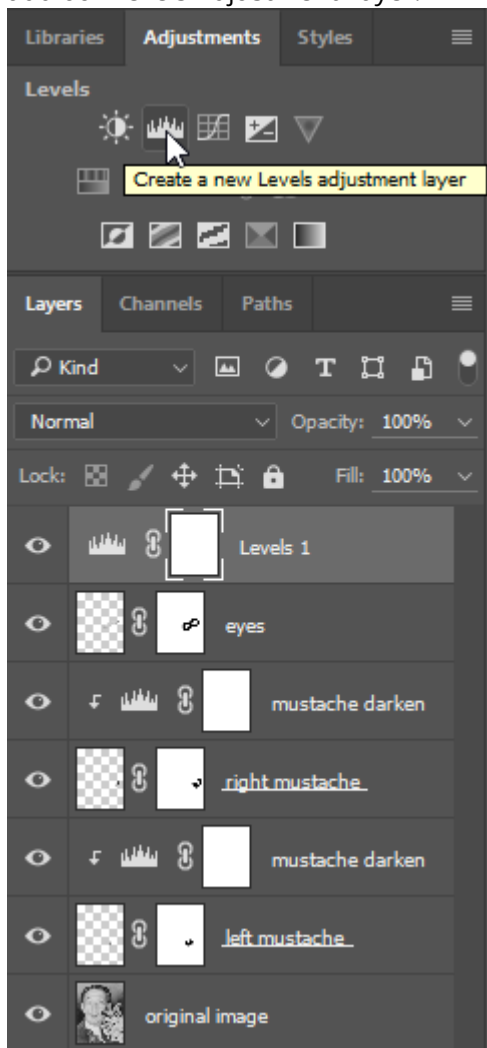 Libraries Adjustments Styles
Levels
Create a new Levels adjustment layer
Layers Channels Paths
Kind T
Normal Opacity: 100%
Lock: Fill: 100%
Levels 1
eyes
mustache darken
right mustache
mustache darken
left mustache
original image